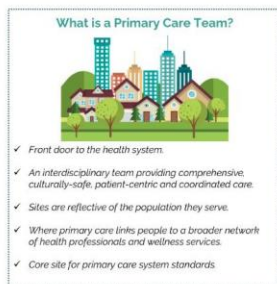 What is a Primary Care Team?
✓ Front door to the health system.
✓ An interdisciplinary team providing comprehensive,
culturally-safe, patient-centric and coordinated care.
✓ Sites are reflective of the population they serve.
✓ Where primary care links people to a broader network
of health professionals and wellness services.
✓ Core site for primary care system standards